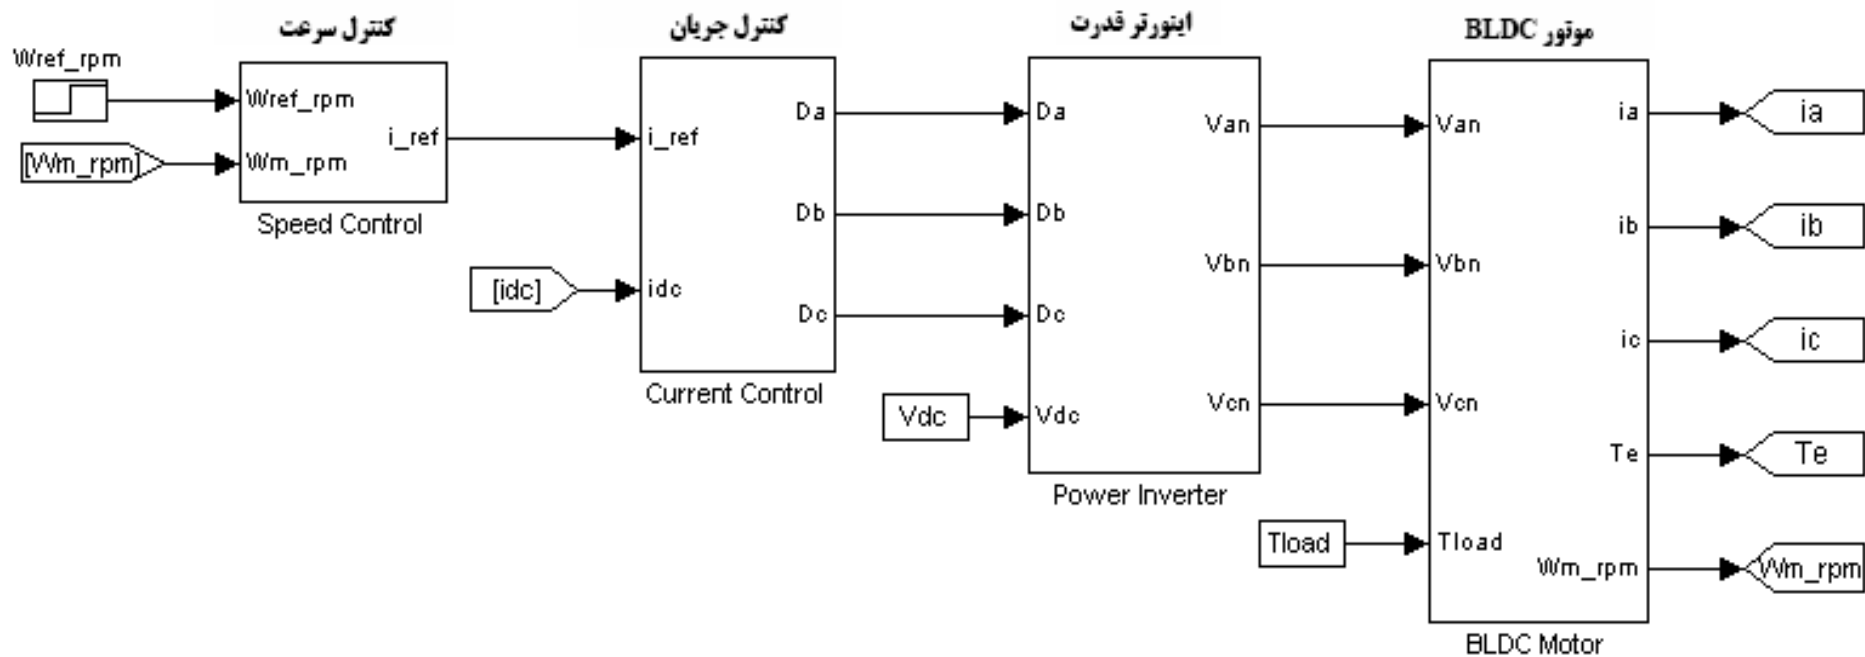 کنترل سرعت
کنترل جریان
اینورتر قدرت
موتور BLDC
Wref_rpm
[Wm_rpm]
Wref_rpm
Wm_rpm
i_ref
Speed Control
i_ref
[idc]
idc
Da
Db
Dc
Current Control
Da
Db
Dc
Vdc
Vdc
Van
Vbn
Vcn
Power Inverter
Van
Vbn
Vcn
Tload
Tload
ia
ib
ic
Te
Wm_rpm
BLDC Motor
ia
ib
ic
Te
Wm_rpm